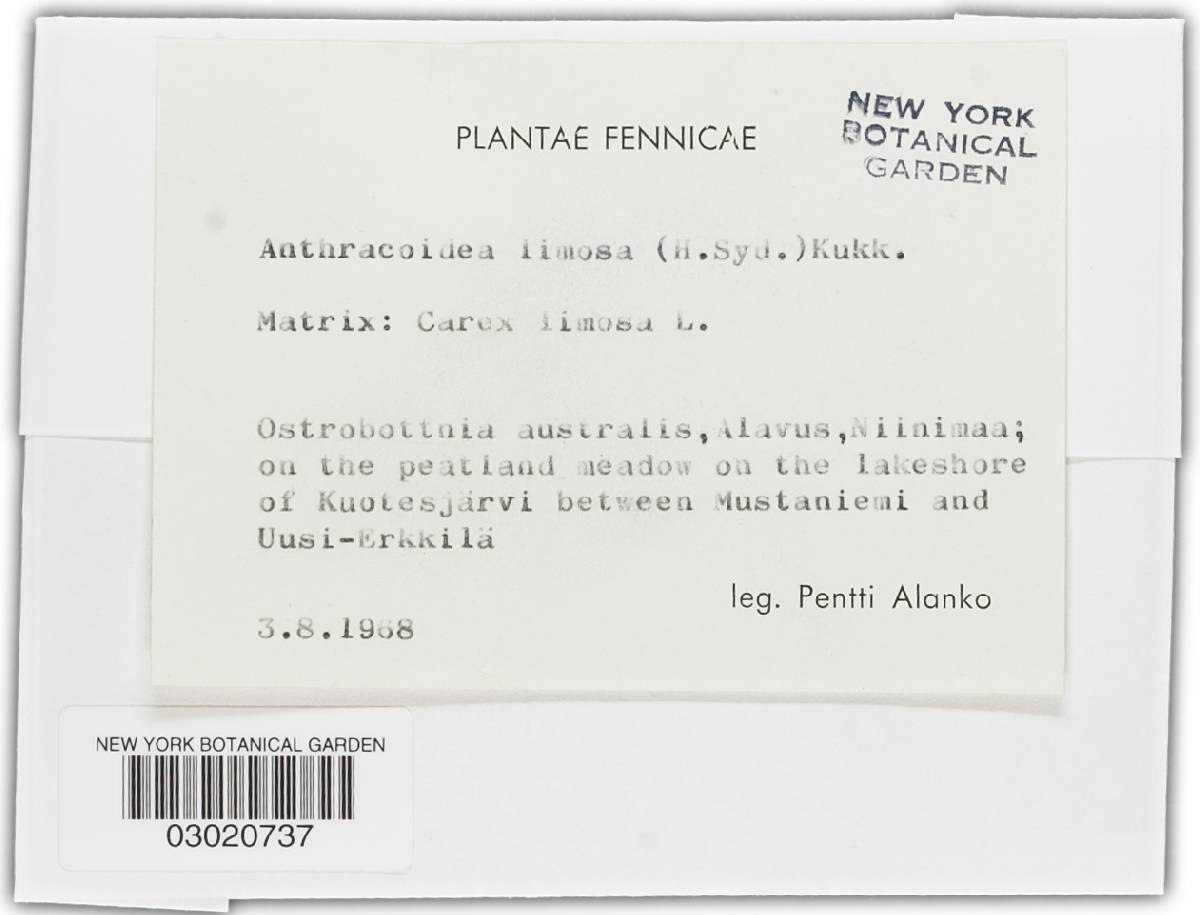 PLANTAE FENNICAE
NEW YORK
BOTANICAL
GARDEN
Anthracoidea limosa (H.Syd.)Kukk.
Matrix: Carex limosa L.
Ostrobottnia australis,Alavus,Niinimaa;
on the peatland meadow on the lakeshore
of Kuotesjärvi between Mustaniemi and
Uusi-Erkkilä
leg. Pentti Alanko
3.8.1968
NEW YORK BOTANICAL GARDEN
03020737